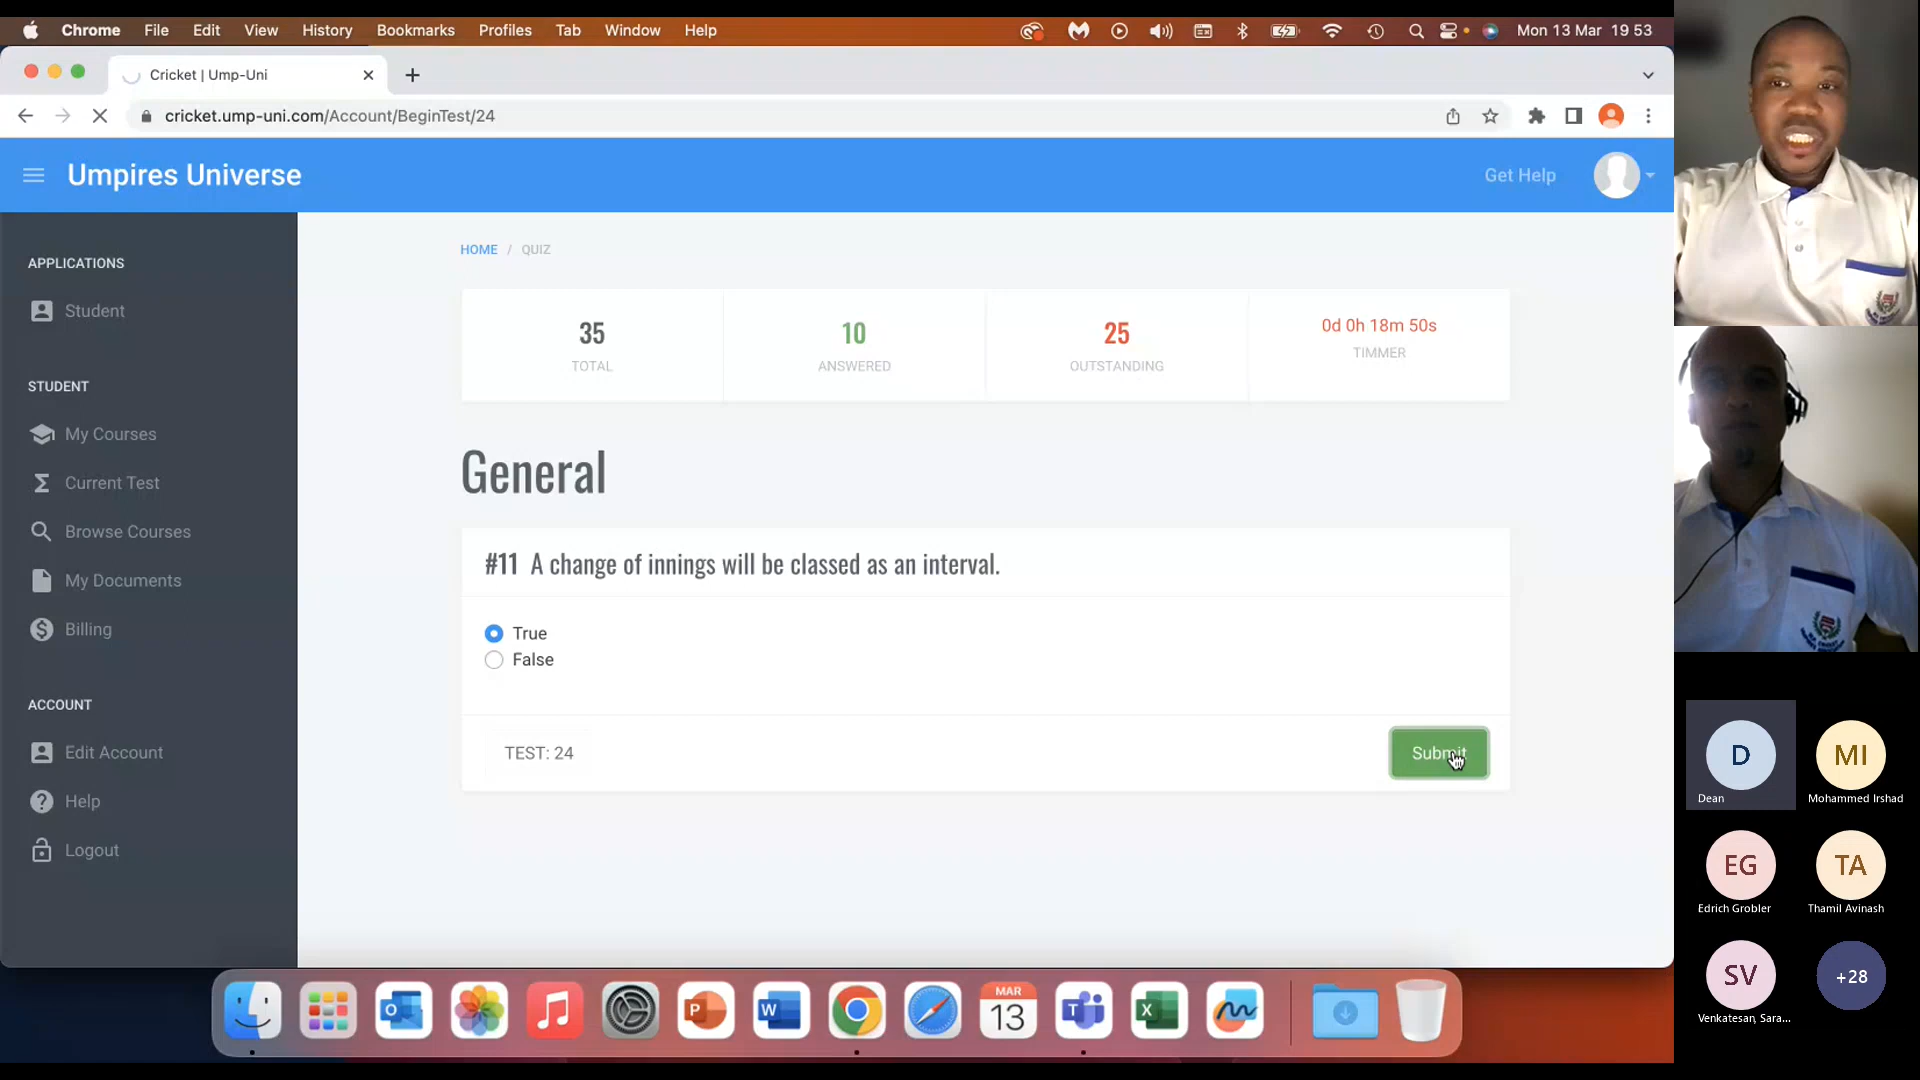 Chrome File Edit View History Bookmarks Profiles Tab Window Help Mon 13 Mar 19 53
Cricket | Ump-Uni
cricket.ump-uni.com/Account/BeginTest/24
Umpires Universe
Get Help
APPLICATIONS
Student
STUDENT
My Courses
Current Test
Browse Courses
My Documents
Billing
ACCOUNT
Edit Account
Help
Logout
HOME / QUIZ
35
TOTAL
10
ANSWERED
25
OUTSTANDING
0d 0h 18m 50s
TIMMER
General
#11 A change of innings will be classed as an interval.
True
False
TEST: 24
Submit
MAR
13
D
Dean
MI
Mohammed Irshad
EG
Edrich Grobler
TA
Thamil Avinash
SV
Venkatesan, Sara...
+28